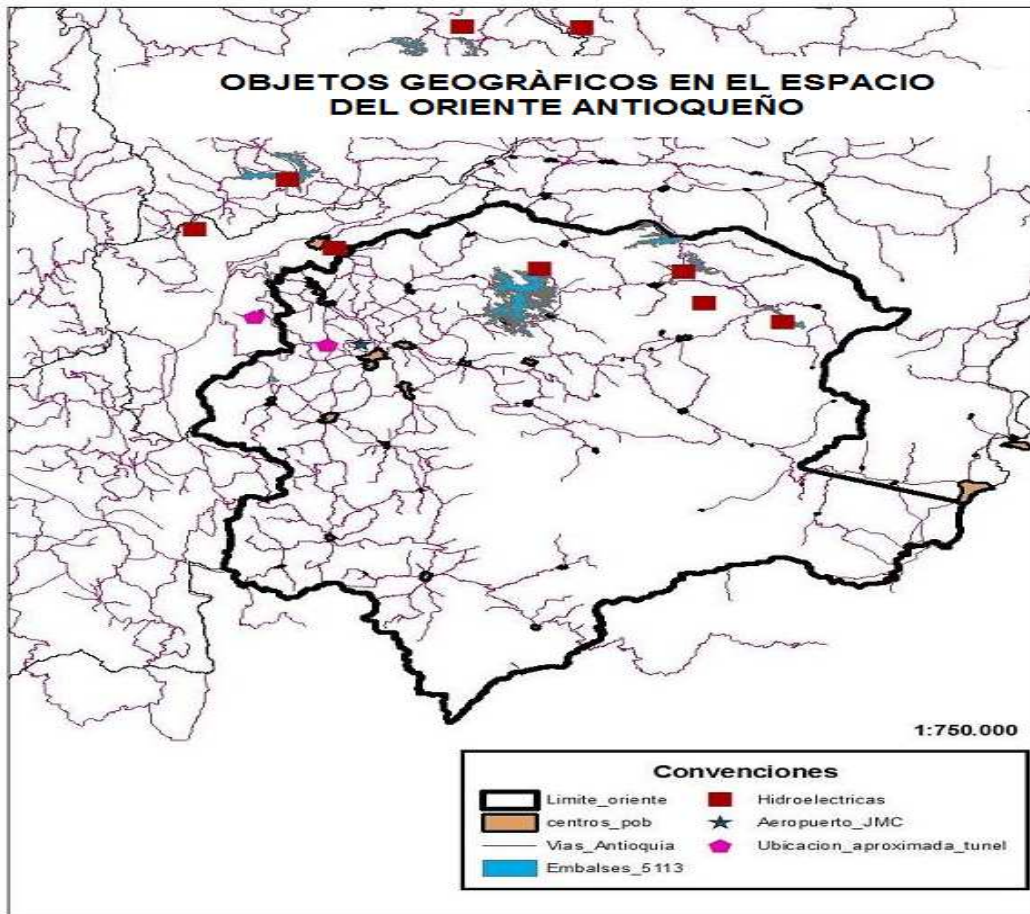 OBJETOS GEOGRÀFICOS EN EL ESPACIO
DEL ORIENTE ANTIOQUEÑO
1:750.000
Convenciones
Limite_oriente
centros_pob
Vias_Antioquia
Embalses_5113
Hidroelectricas
Aeropuerto_JMC
Ubicacion_aproximada_tunel